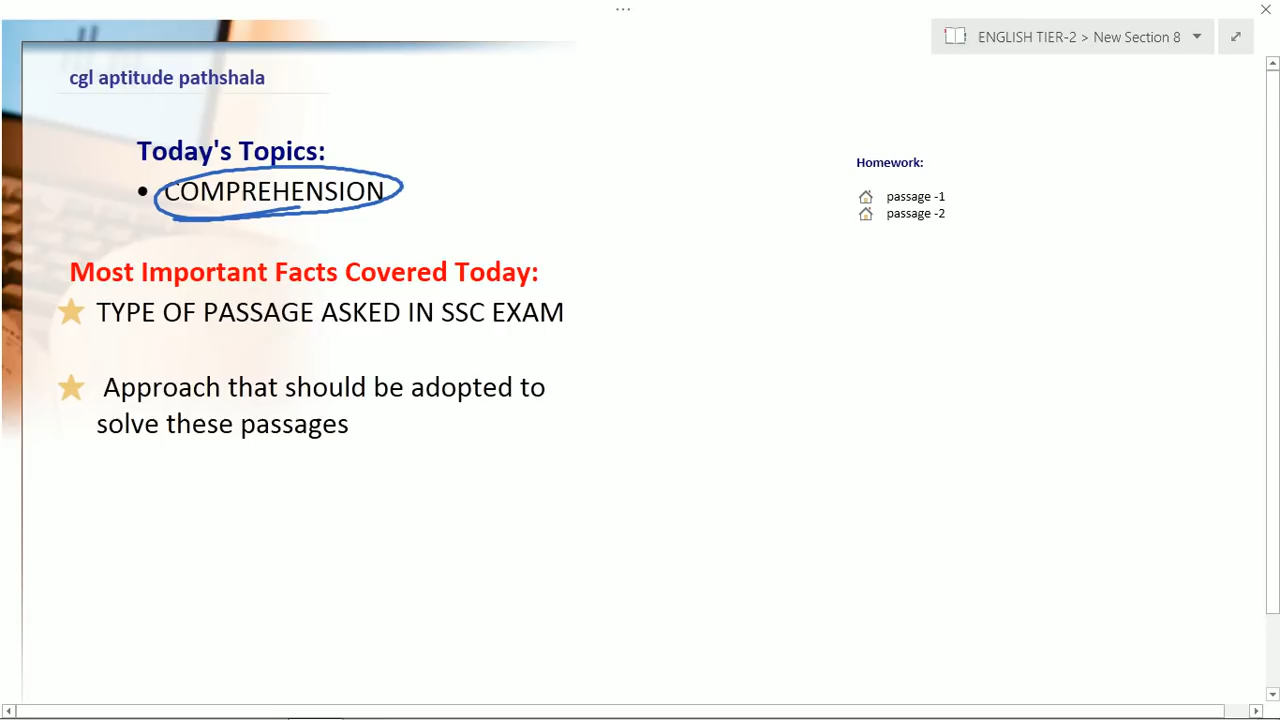 ENGLISH TIER-2 > New Section 8
cgl aptitude pathshala
Today's Topics:
• COMPREHENSION
Homework:
passage -1
passage -2
Most Important Facts Covered Today:
TYPE OF PASSAGE ASKED IN SSC EXAM
Approach that should be adopted to
solve these passages